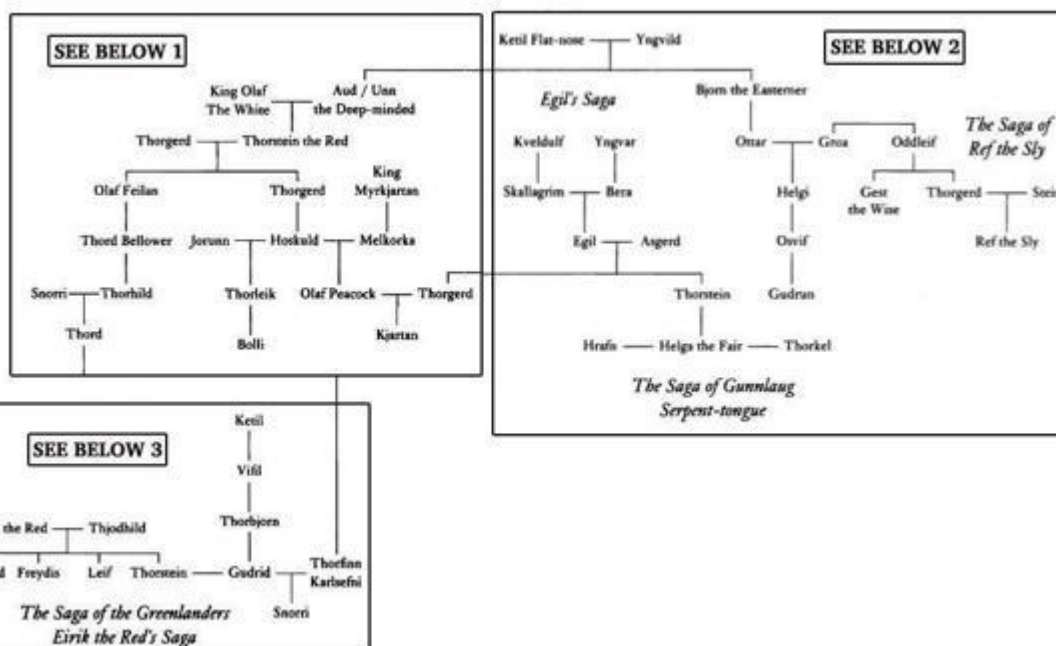 SEE BELOW 1
King Olaf
The White
Aud / Unn
the Deep-minded
Thorgerd
Thorstein the Red
Olaf Feilan
Thorgerd
King
Myrkjartan
Thord Bellower
Jorunn
Hoskuld
Melkorka
Snorri
Thorhild
Thorleik
Olaf Peacock
Thorgerd
Thord
Bolli
Kjartan
Ketil Flat-nose
Yngvild
SEE BELOW 2
Egil's Saga
Bjorn the Easterner
Kveldulf
Yngvar
Ottar
Groa
Oddleif
The Saga of
Ref the Sly
Skallagrim
Bera
Helgi
Gest
the Wise
Thorgerd
Egil
Asgerd
Osvif
Ref the Sly
Thorstein
Gudrun
Hrafn
Helga the Fair
Thorkel
The Saga of Gunnlaug
Serpent-tongue
SEE BELOW 3
Ketil
Vifil
Thorbjorn
the Red
Thjodhild
Freydis
Leif
Thorstein
Gudrid
Thorfinn
Karlsefni
Snorri
The Saga of the Greenlanders
Eirik the Red's Saga